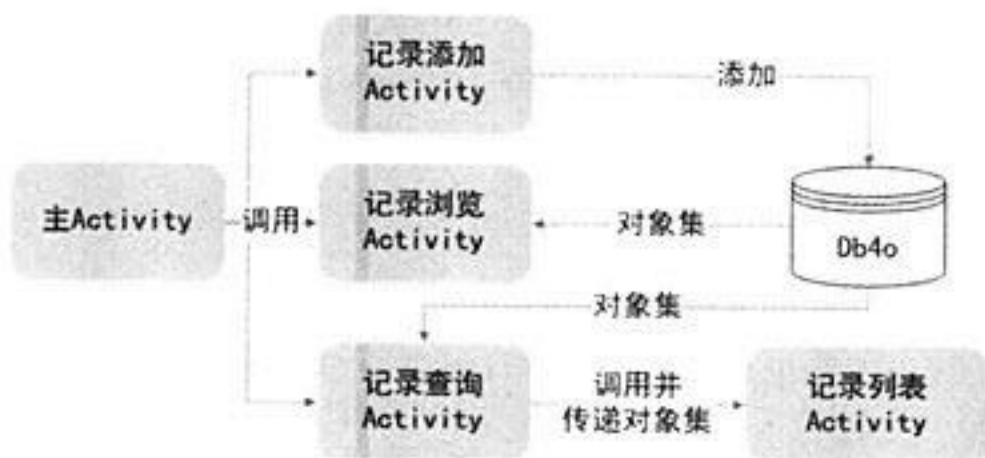 记录添加
Activity
添加
主Activity
调用
记录浏览
Activity
对象集
Db4o
对象集
记录查询
Activity
调用并
传递对象集
记录列表
Activity